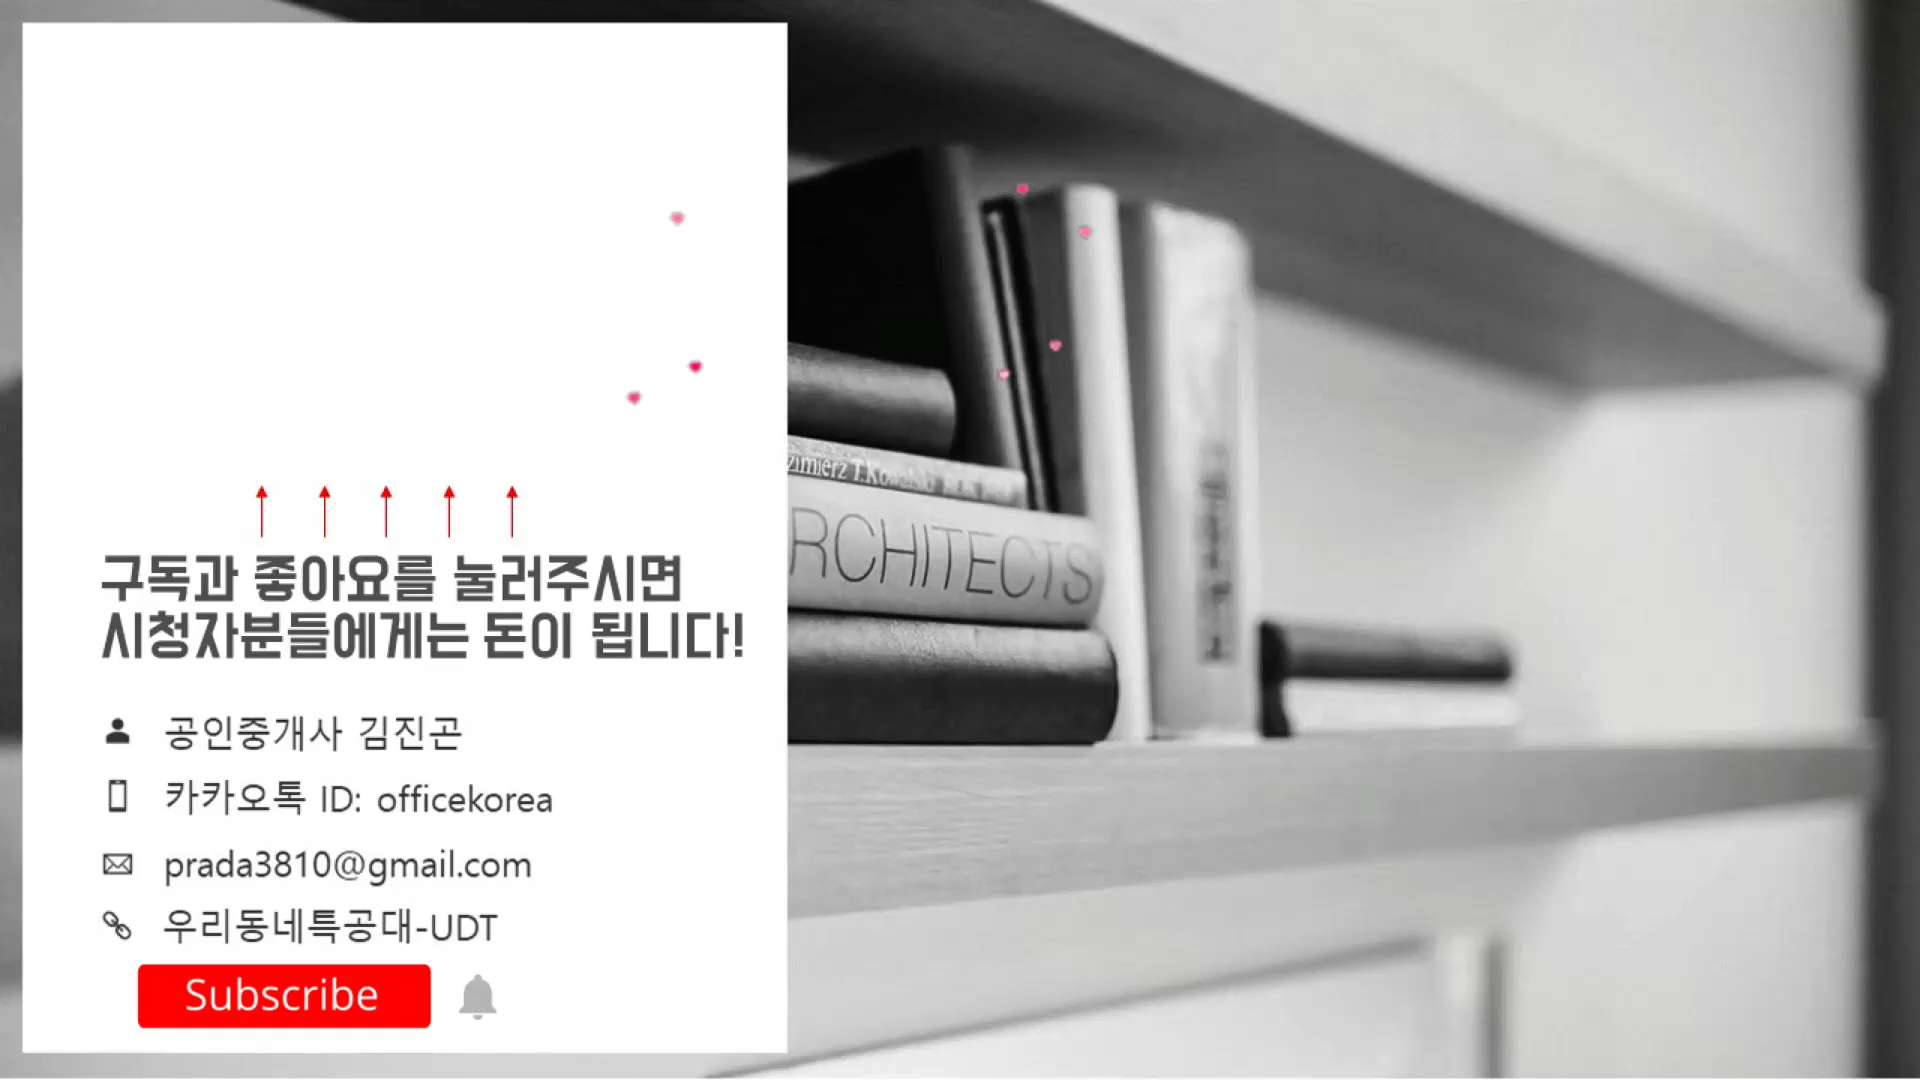 구독과 좋아요를 눌러주시면
시청자분들에게는 돈이 됩니다!
공인중개사 김진곤
카카오톡 ID: officekorea
prada3810@gmail.com
우리동네특공대-UDT
Subscribe
zimierz T.Kowalski
RCHITECTS